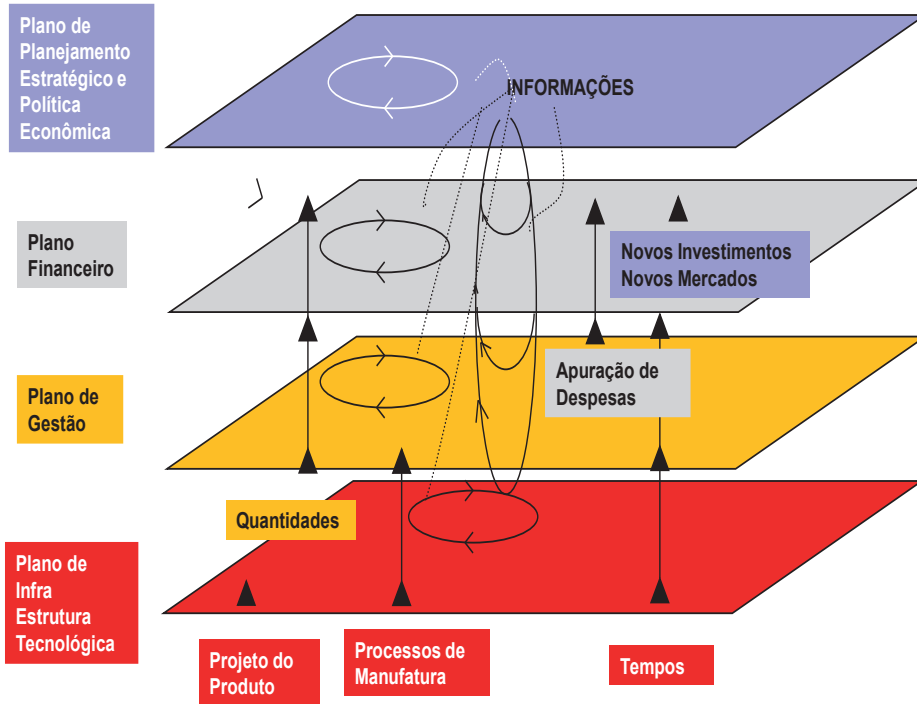 Plano de
Planejamento
Estratégico e
Política
Econômica
INFORMAÇÕES
Plano
Financeiro
Novos Investimentos
Novos Mercados
Plano de
Gestão
Apuração de
Despesas
Quantidades
Plano de
Infra
Estrutura
Tecnológica
Projeto do
Produto
Processos de
Manufatura
Tempos